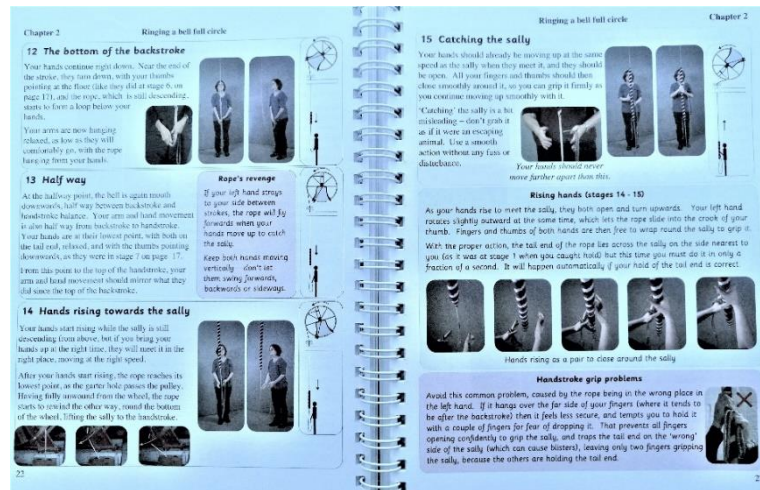 Chapter 2
Ringing a bell full circle
12 The bottom of the backstroke
Your hands continue right down. Near the end of
the stroke, they turn down, with your thumbs
pointing at the floor (like they did at stage 6, on
page 17), and the rope, which is still descending,
starts to form a loop below your
hands.
Your arms are now hanging
relaxed, as low as they will
comfortably go, with the rope
hanging from your hands.
13 Half way
At the halfway point, the bell is again mouth
downwards, half way between backstroke and
handstroke balance. Your arm and hand movement
is also half way from backstroke to handstroke.
Your hands are at their lowest point, with both on
the tail end, relaxed, and with the thumbs pointing
downwards, as they were in stage 7 on page 17.
From this point to the top of the handstroke, your
arm and hand movement should mirror what they
did since the top of the backstroke.
Rope's revenge
If your left hand strays
to your side between
strokes, the rope will fly
forwards when your
hands move up to catch
the sally.
Keep both hands moving
vertically - don't let
them swing forwards,
backwards or sideways.
14 Hands rising towards the sally
Your hands start rising while the sally is still
descending from above, but if you bring your
hands up at the right time, they will meet it in the
right place, moving at the right speed.
After your hands start rising, the rope reaches its
lowest point, as the garter hole passes the pulley.
Having fully unwound from the wheel, the rope
starts to rewind the other way, round the bottom
of the wheel, lifting the sally to the handstroke.
22
Ringing a bell full circle
Chapter 2
15 Catching the sally
Your hands should already be moving up at the same
speed as the sally when they meet it, and they should
be open. All your fingers and thumbs should then
close smoothly around it, so you can grip it firmly as
you continue moving up smoothly with it.
'Catching' the sally is a bit
misleading – don't grab it
as if it were an escaping
animal. Use a smooth
action without any fuss or
disturbance.
Your hands should never
move further apart than this.
Rising hands (stages 14 - 15)
As your hands rise to meet the sally, they both open and turn upwards. Your left hand
rotates slightly outward at the same time, which lets the rope slide into the crook of your
thumb. Fingers and thumbs of both hands are then free to wrap round the sally to grip it.
With the proper action, the tail end of the rope lies across the sally on the side nearest to
you (as it was at stage 1 when you caught hold) but this time you must do it in only a
fraction of a second. It will happen automatically if your hold of the tail end is correct.
Hands rising as a pair to close around the sally
Handstroke grip problems
Avoid this common problem, caused by the rope being in the wrong place in
the left hand. If it hangs over the far side of your fingers (where it tends to
be after the backstroke) then it feels less secure, and tempts you to hold it
with a couple of fingers for fear of dropping it. That prevents all fingers
opening confidently to grip the sally, and traps the tail end on the 'wrong'
side of the sally (which can cause blisters), leaving only two fingers gripping
the sally, because the others are holding the tail end.
2